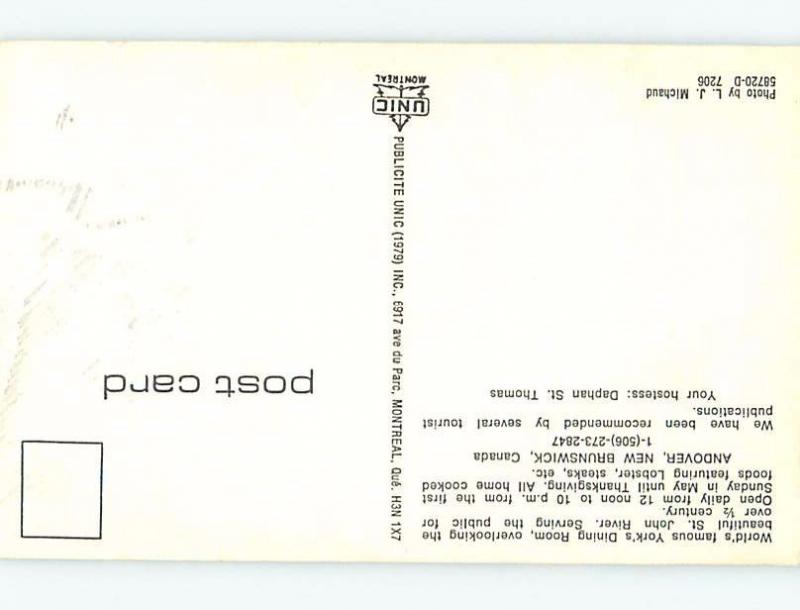 World's famous York's Dining Room, overlooking the
beautiful St. John River. Serving the public for
over ½ century.
Open daily from 12 noon to 10 p.m. from the first
Sunday in May until Thanksgiving. All home cooked
foods featuring Lobster, steaks, etc.
ANDOVER, NEW BRUNSWICK, Canada
1-(506)-273-2847
We have been recommended by several tourist
publications.
Your hostess: Daphan St. Thomas
Photo by L. J. Michaud
58720-D 7206
PUBLICITE UNIC (1979) INC., 6917 ave du Parc, MONTREAL, Qué. H3N 1X7
UNIC
MONTREAL
post card